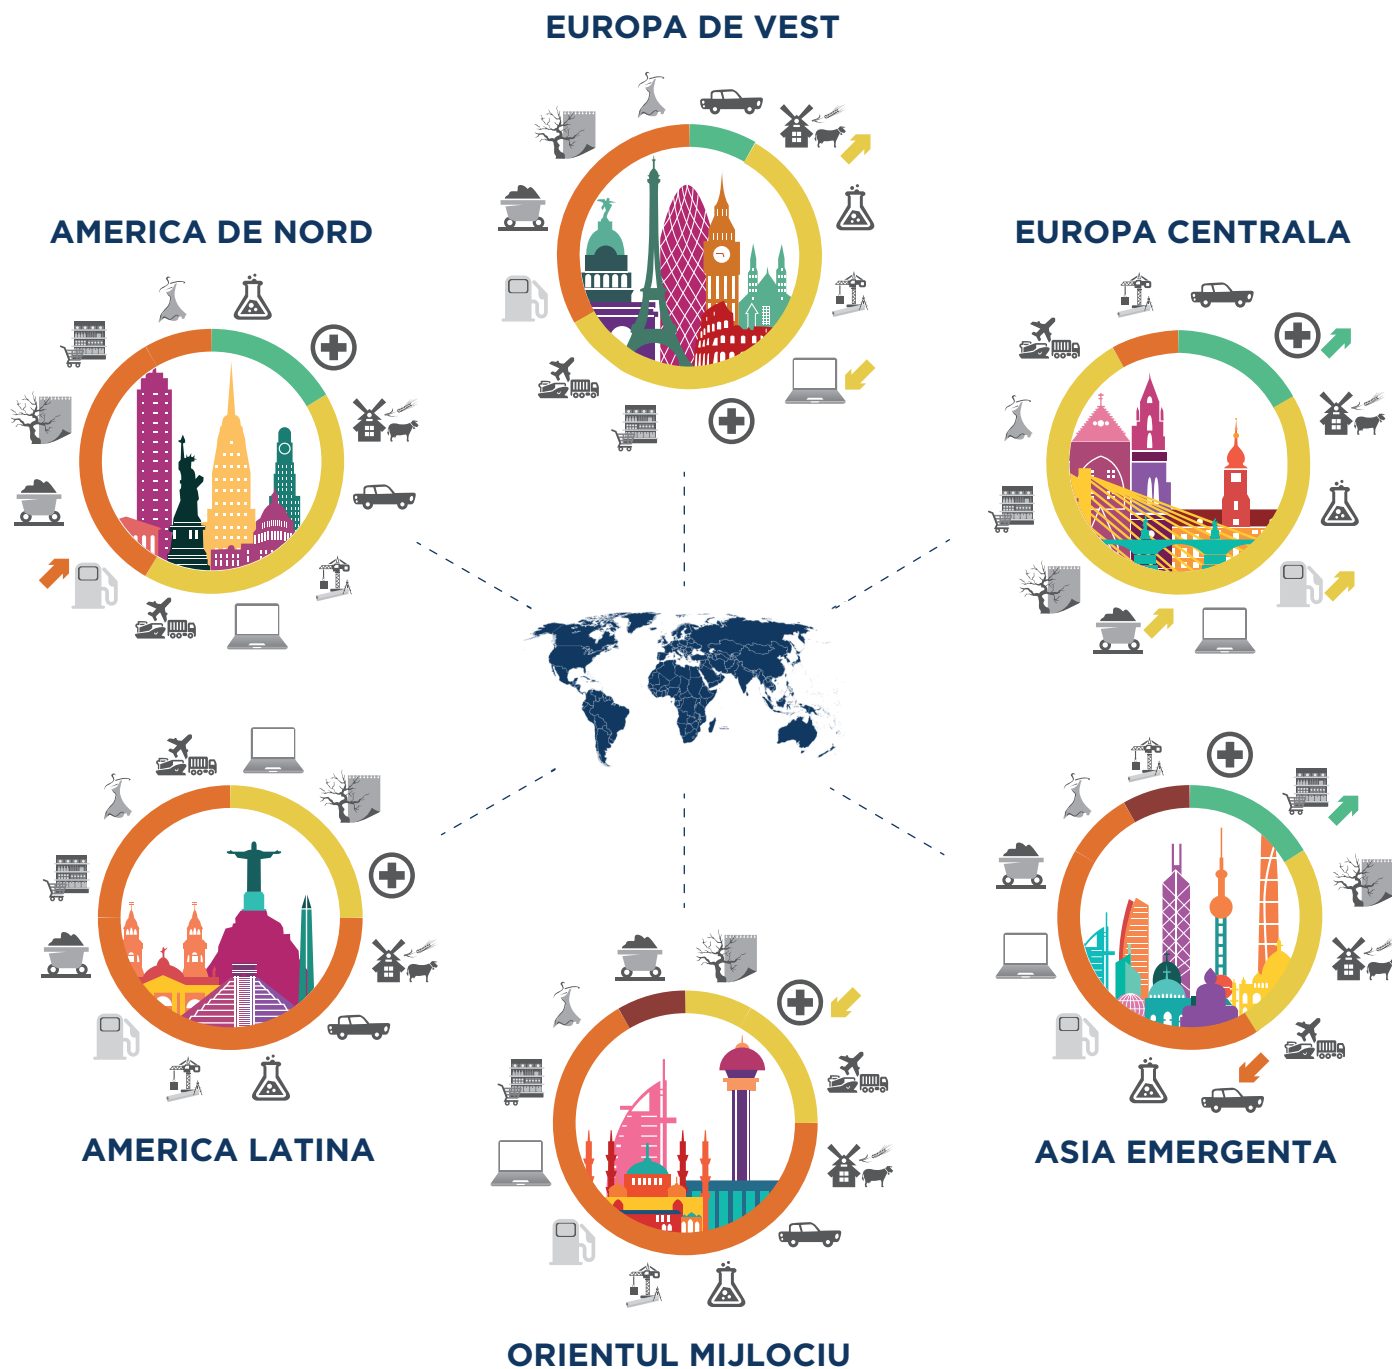 EUROPA DE VEST
AMERICA DE NORD
EUROPA CENTRALA
AMERICA LATINA
ASIA EMERGENTA
ORIENTUL MIJLOCIU